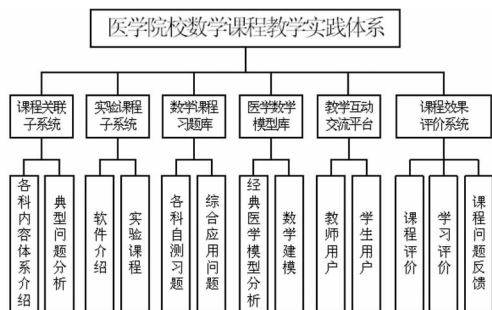 医学院校数学课程教学实践体系
课程关联
子系统
实验课程
子系统
数学课程
习题库
医学数学
模型库
教学互动
交流平台
课程效果
评价系统
各科内容体系介绍
典型问题分析
软件介绍
实验课程
各科自测习题
综合应用问题
经典医学模型分析
数学建模
教师用户
学生用户
课程评价
学习评价
课程问题反馈